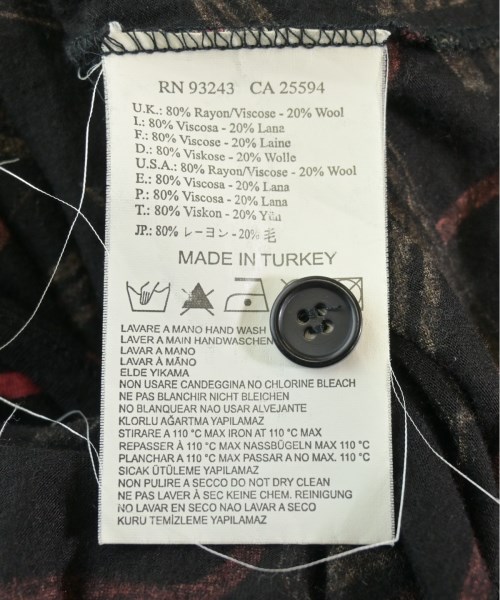 RN 93243 CA 25594
U.K.: 80% Rayon/Viscose - 20% Wool
I.: 80% Viscosa - 20% Lana
F.: 80% Viscose - 20% Laine
D.: 80% Viskose - 20% Wolle
U.S.A.: 80% Rayon/Viscose - 20% Wool
E.: 80% Viscosa - 20% Lana
P.: 80% Viscosa - 20% Lana
T.: 80% Viskon - 20% Yün
JP.: 80% レーヨン - 20% 毛
MADE IN TURKEY
LAVARE A MANO HAND WASH
LAVER A MAIN HANDWASCHEN
LAVAR A MANO
LAVAR À MÃNO
ELDE YIKAMA
NON USARE CANDEGGINA NO CHLORINE BLEACH
NE PAS BLANCHIR NICHT BLEICHEN
NO BLANQUEAR NAO USAR ALVEJANTE
KLORLU AĞARTMA YAPILAMAZ
STIRARE A 110 °C MAX IRON AT 110 °C MAX
REPASSER À 110 °C MAX NASSBÜGELN MAX. 110 °C
PLANCHAR A 110 °C MAX PASSAR A NO MAX. 110 °C
SICAK ÜTÜLEME YAPILAMAZ
NON PULIRE A SECCO DO NOT DRY CLEAN
NE PAS LAVER À SEC KEINE CHEM. REINIGUNG
NO LAVAR EN SECO NAO LAVAR A SECO
KURU TEMİZLEME YAPILAMAZ